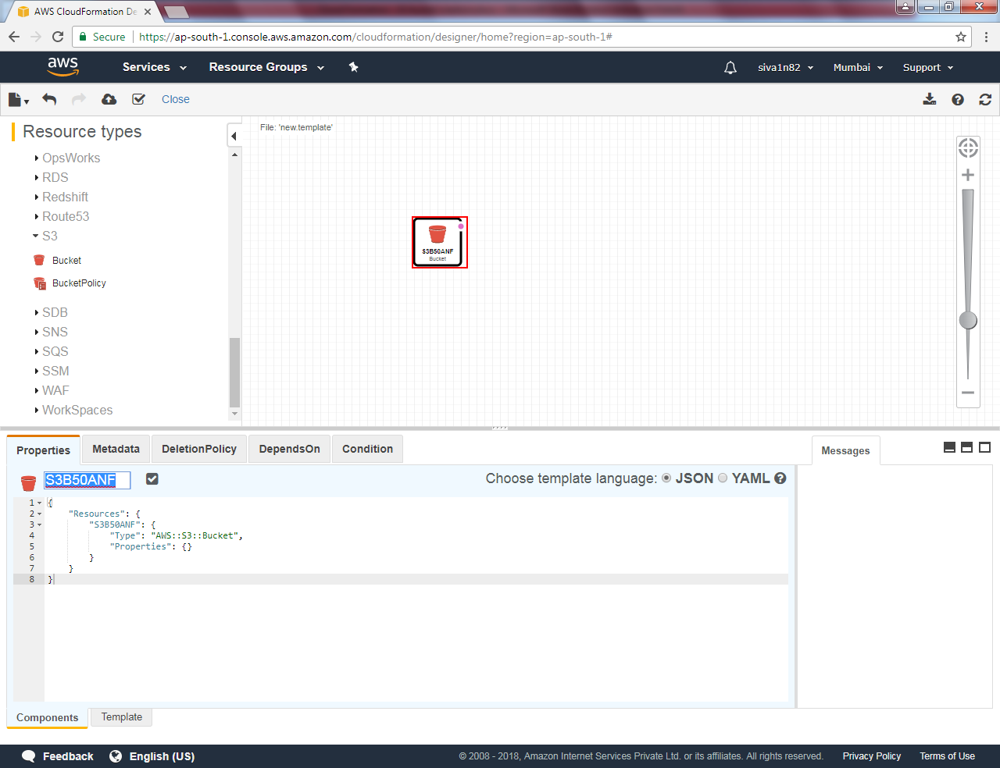 AWS CloudFormation De
Secure
https://ap-south-1.console.aws.amazon.com/cloudformation/designer/home?region=ap-south-1#
aws
Services
Resource Groups
siva1n82
Mumbai
Support
Close
Resource types
File: 'new.template'
OpsWorks
RDS
Redshift
Route53
S3
Bucket
BucketPolicy
SDB
SNS
SQS
SSM
WAF
WorkSpaces
S3B50ANF
Bucket
Properties
Metadata
DeletionPolicy
DependsOn
Condition
Messages
S3B50ANF
Choose template language: JSON YAML
1 {
2 "Resources": {
3 "S3B50ANF": {
4 "Type": "AWS::S3::Bucket",
5 "Properties": {}
6 }
7 }
8 }
Components
Template
Feedback
English (US)
© 2008 - 2018, Amazon Internet Services Private Ltd. or its affiliates. All rights reserved.
Privacy Policy
Terms of Use